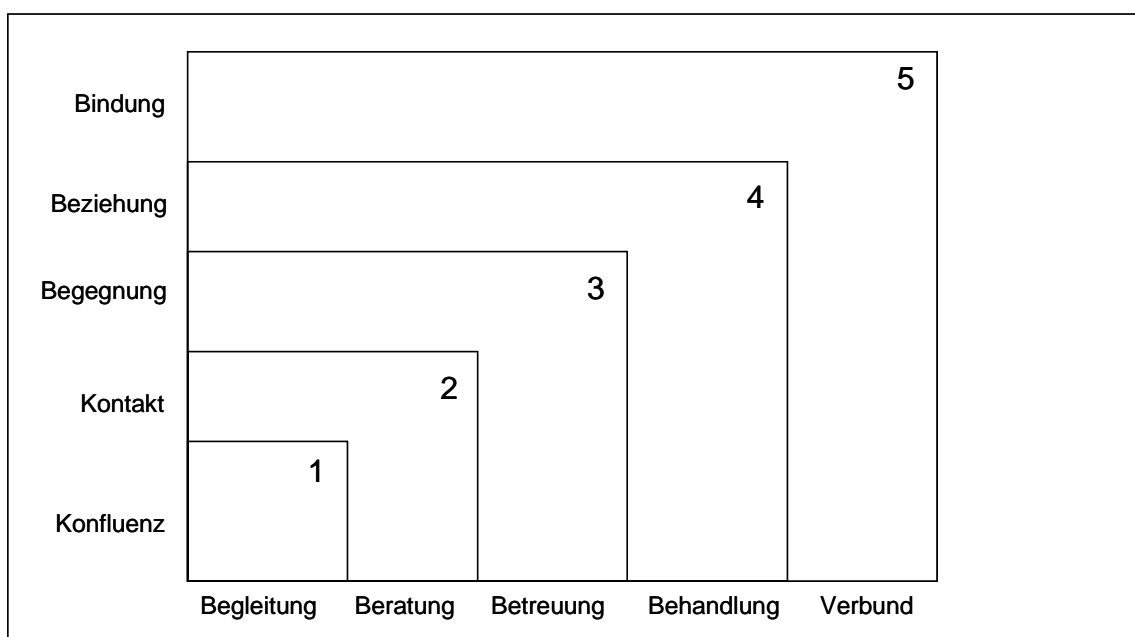 5
Bindung
4
Beziehung
3
Begegnung
2
Kontakt
1
Konfluenz
Begleitung Beratung Betreuung Behandlung Verbund